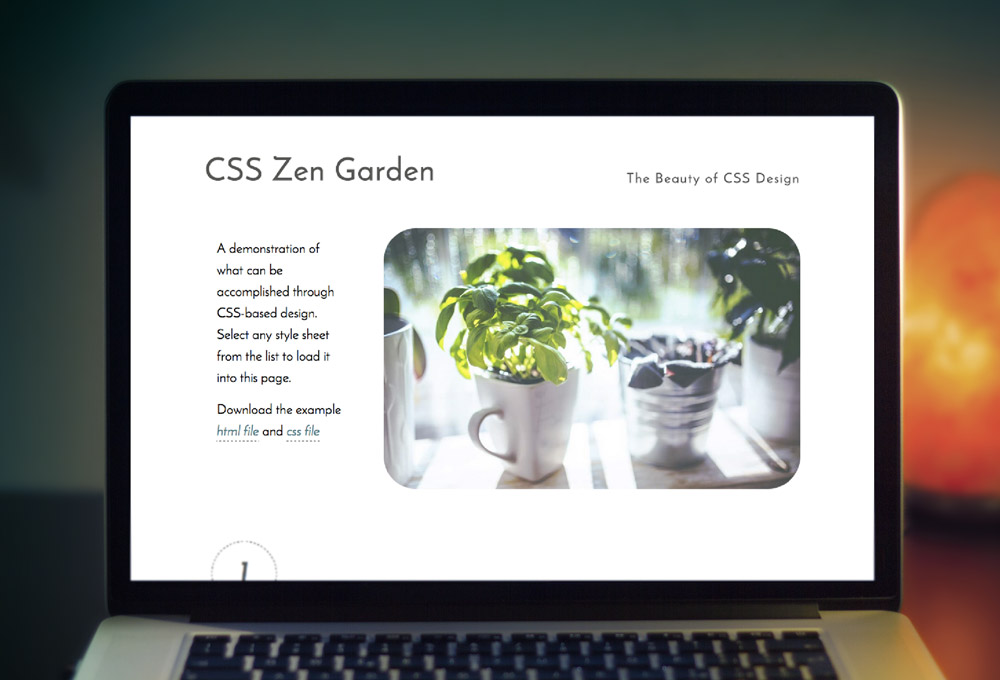 CSS Zen Garden
The Beauty of CSS Design
A demonstration of
what can be
accomplished through
CSS-based design.
Select any style sheet
from the list to load it
into this page.
Download the example
html file and css file